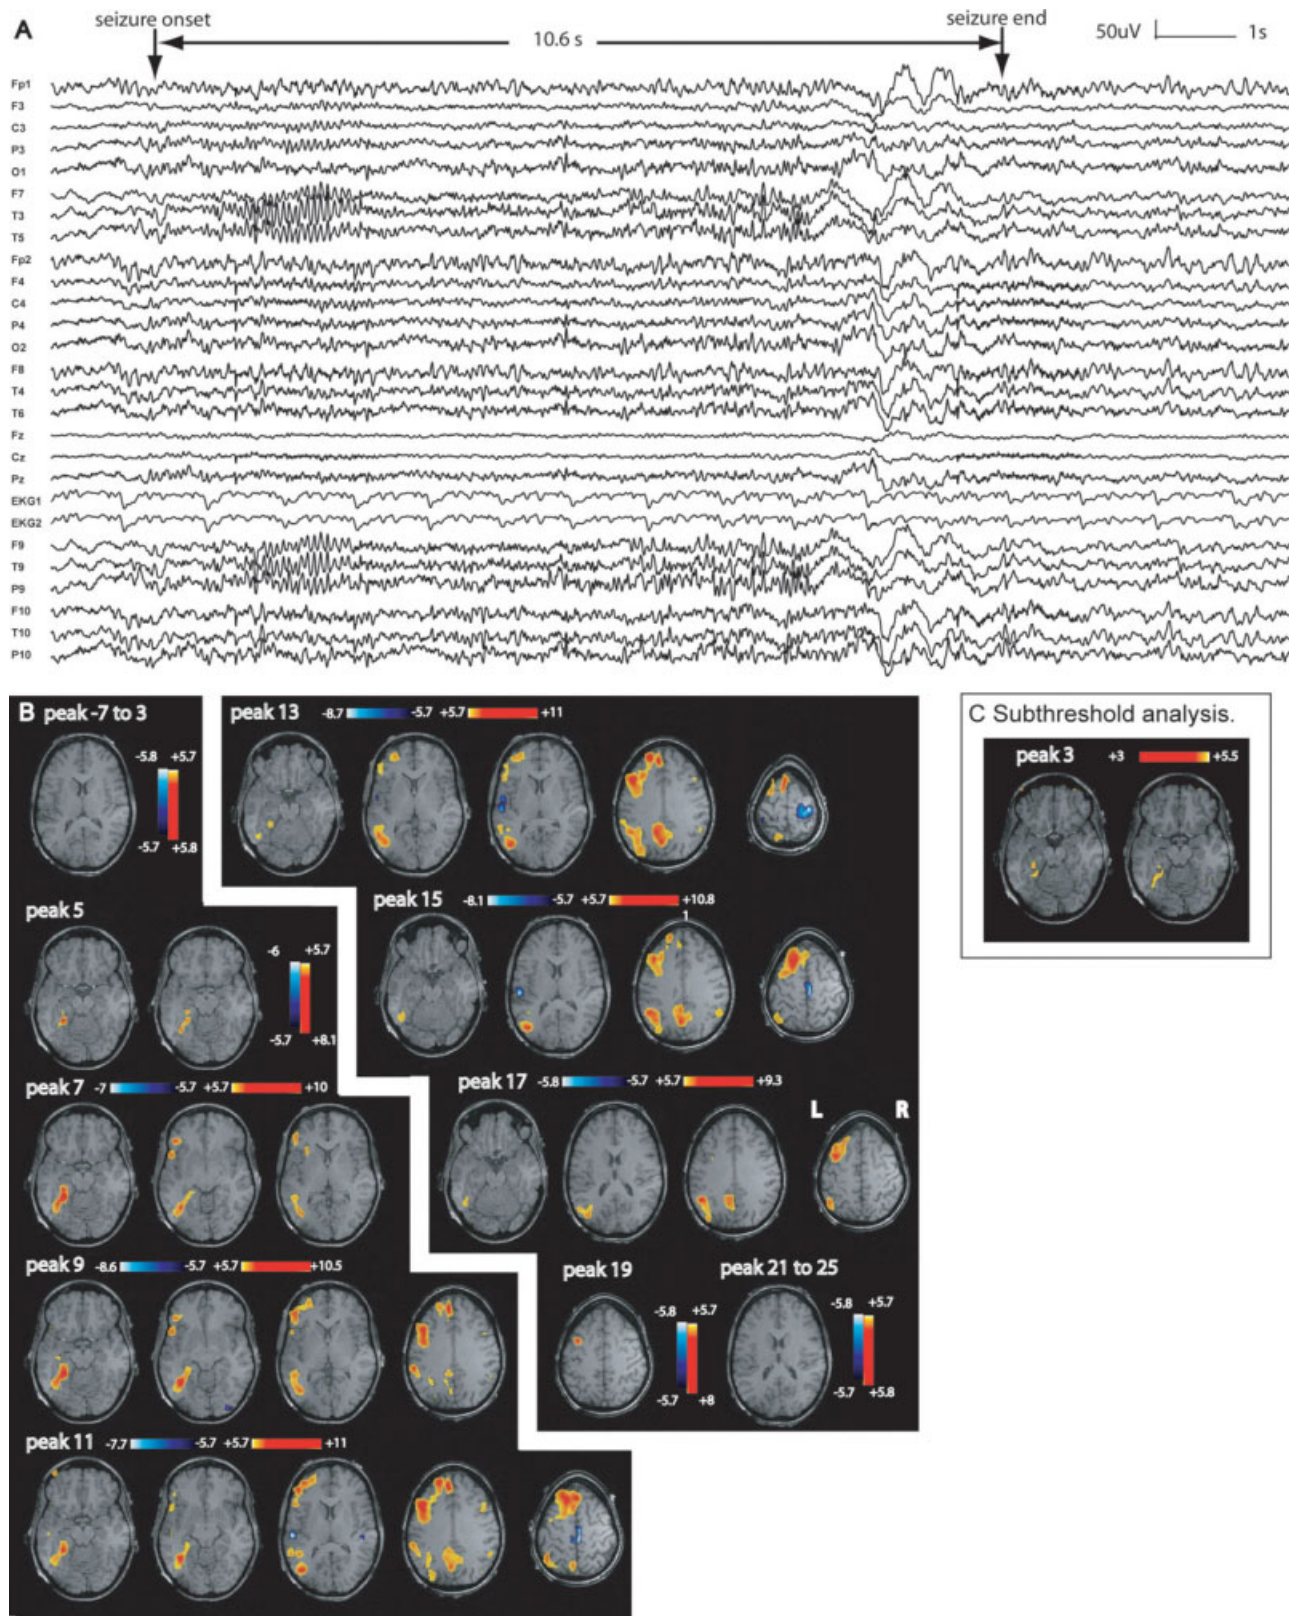 A
seizure onset
10.6 s
seizure end
50uV
1s
Fp1
F3
C3
P3
O1
F7
T3
T5
Fp2
F4
C4
P4
O2
F8
T4
T6
Fz
Cz
Pz
EKG1
EKG2
F9
T9
P9
F10
T10
P10
B peak -7 to 3
-5.8 +5.7
-5.7 +5.8
peak 13 -8.7 -5.7 +5.7 +11
C Subthreshold analysis.
peak 3 +3 +5.5
peak 5
-6 +5.7
-5.7 +8.1
peak 15 -8.1 -5.7 +5.7 +10.8
1
peak 7 -7 -5.7 +5.7 +10
peak 17 -5.8 -5.7 +5.7 +9.3
L R
peak 9 -8.6 -5.7 +5.7 +10.5
peak 19
-5.8 +5.7
-5.7 +8
peak 21 to 25
-5.8 +5.7
-5.7 +5.8
peak 11 -7.7 -5.7 +5.7 +11